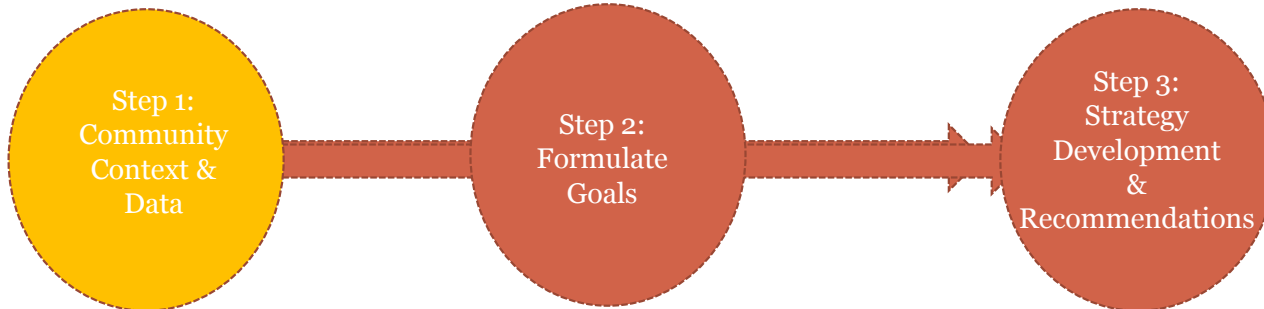 Step 1:
Community
Context &
Data
Step 2:
Formulate
Goals
Step 3:
Strategy
Development
&
Recommendations